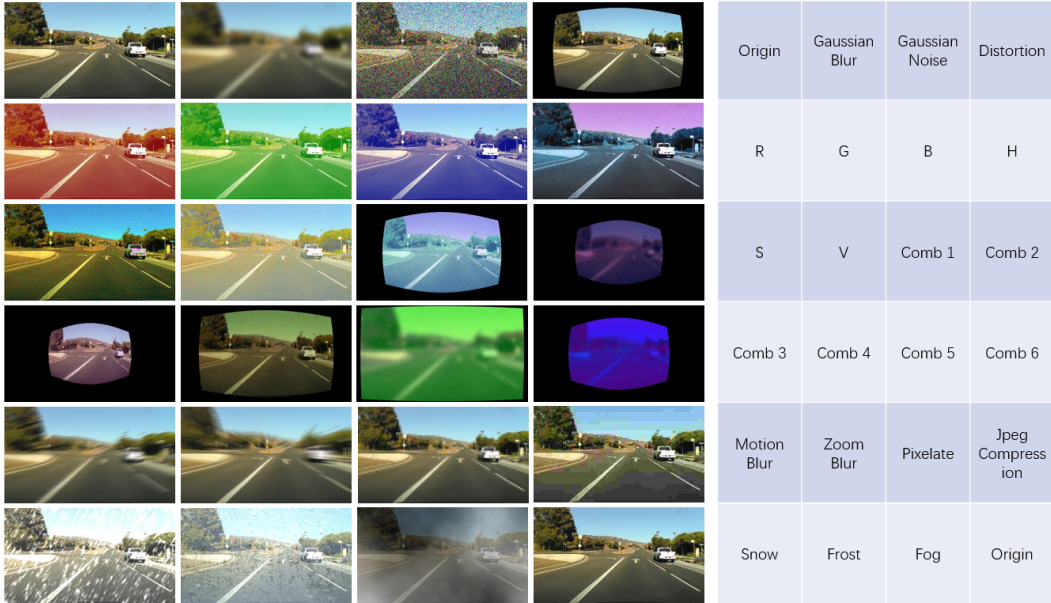 Origin
Gaussian
Blur
Gaussian
Noise
Distortion
R
G
B
H
S
V
Comb 1
Comb 2
Comb 3
Comb 4
Comb 5
Comb 6
Motion
Blur
Zoom
Blur
Pixelate
Jpeg
Compress
ion
Snow
Frost
Fog
Origin